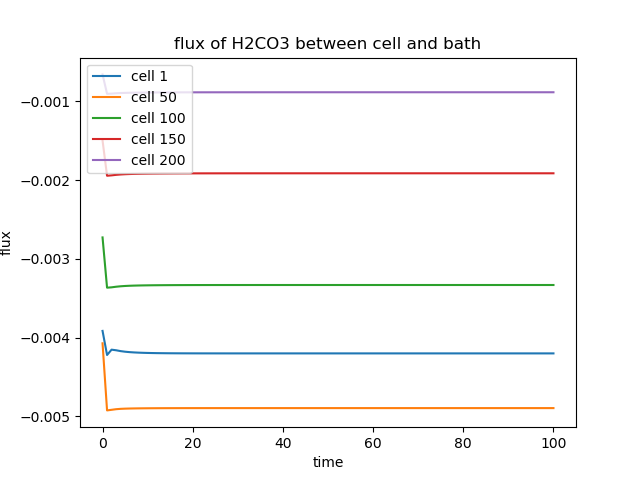 flux of H2CO3 between cell and bath
cell 1
cell 50
cell 100
cell 150
cell 200
−0.001
−0.002
−0.003
−0.004
−0.005
flux
0
20
40
60
80
100
time